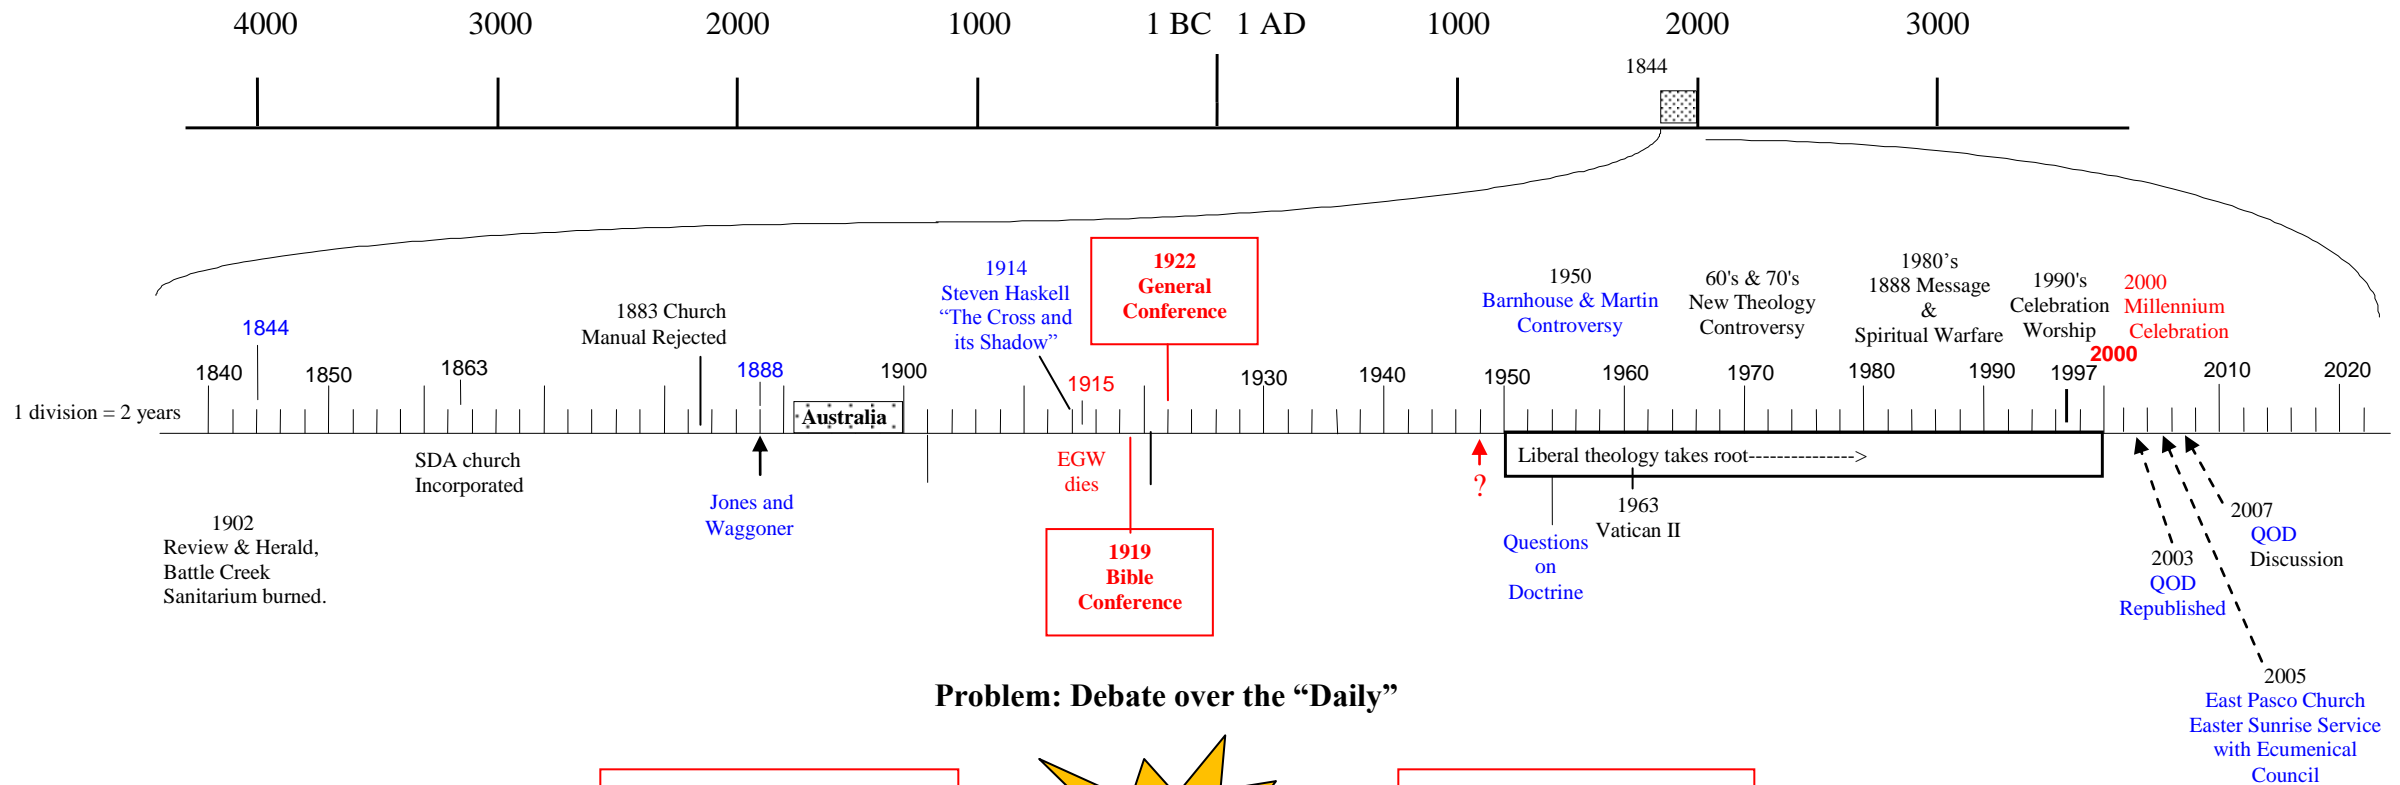 4000 3000 2000 1000 1 BC 1 AD 1000 2000 3000
1844
1844
1883 Church
Manual Rejected
1914
Steven Haskell
“The Cross and
its Shadow”
1922
General
Conference
1950
Barnhouse & Martin
Controversy
60's & 70's
New Theology
Controversy
1980’s
1888 Message
&
Spiritual Warfare
1990's
Celebration
Worship
2000
Millennium
Celebration
1840 1850 1863 1888 1900 1915 1930 1940 1950 1960 1970 1980 1990 1997 2000 2010 2020
1 division = 2 years
Australia
SDA church
Incorporated
1902
Review & Herald,
Battle Creek
Sanitarium burned.
Jones and
Waggoner
EGW
dies
1919
Bible
Conference
?
Liberal theology takes root--------------->
1963
Vatican II
Questions
on
Doctrine
2003
QOD
Republished
2007
QOD
Discussion
2005
East Pasco Church
Easter Sunrise Service
with Ecumenical
Council
Problem: Debate over the “Daily”